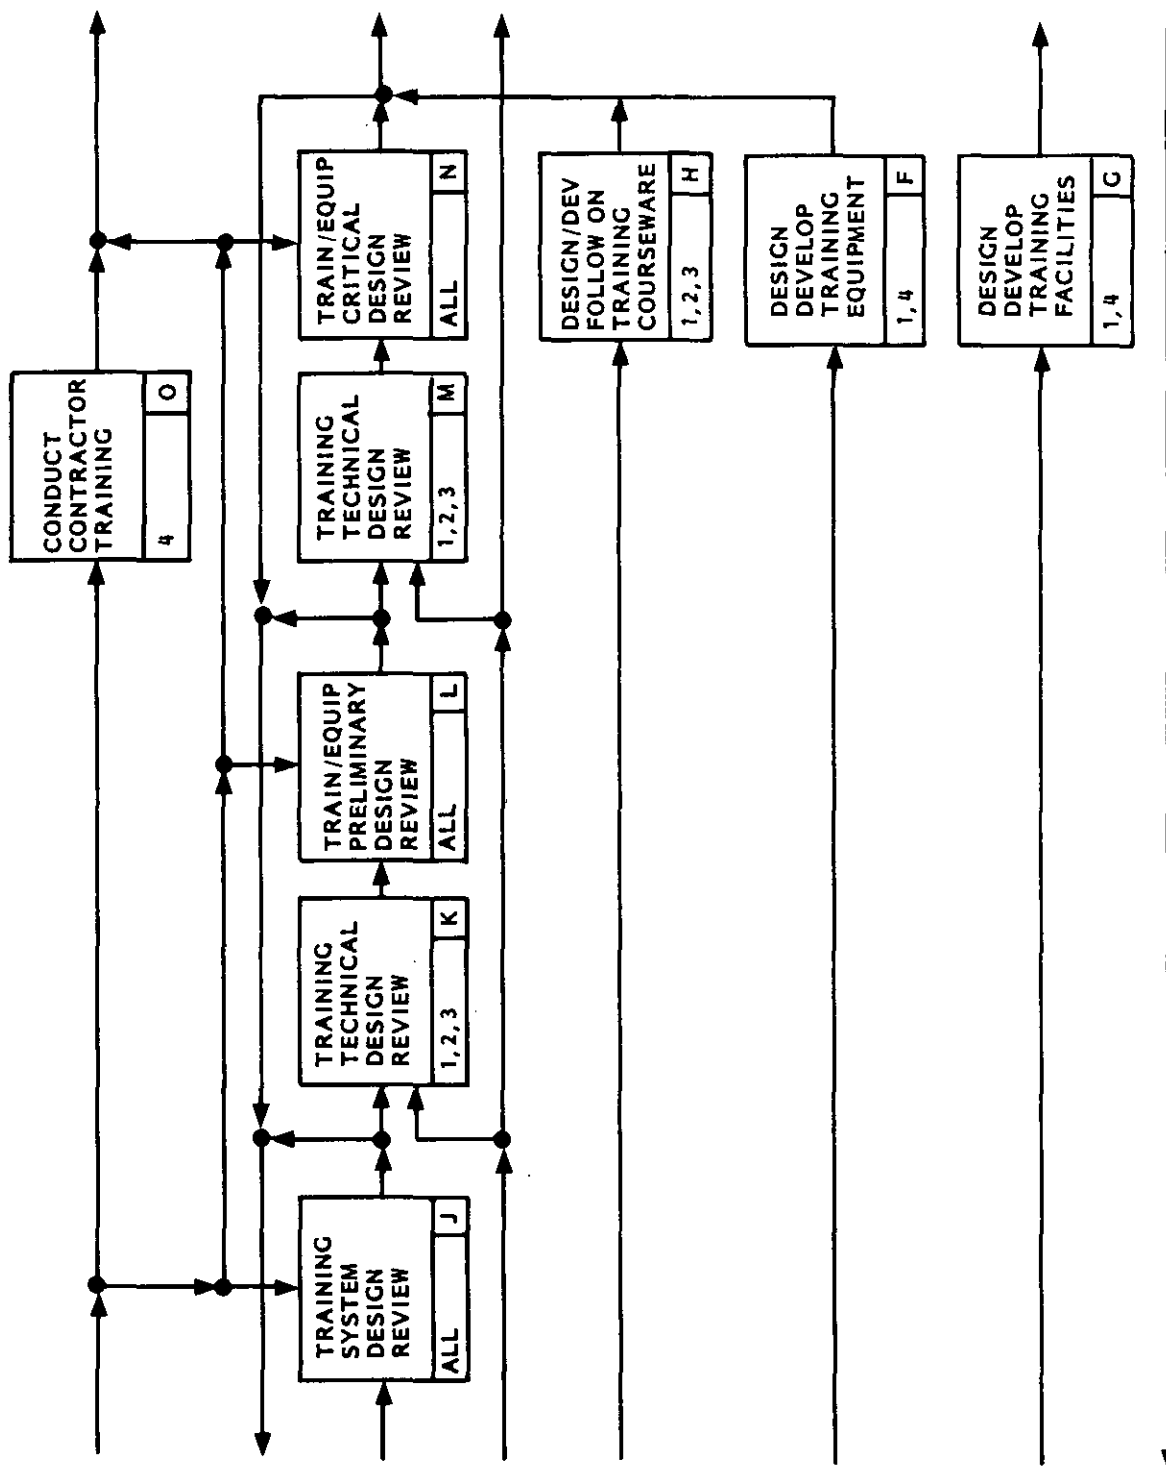 CONDUCT
CONTRACTOR
TRAINING
4
O
TRAINING
SYSTEM
DESIGN
REVIEW
ALL
J
TRAINING
TECHNICAL
DESIGN
REVIEW
1,2,3
K
TRAIN/EQUIP
PRELIMINARY
DESIGN
REVIEW
ALL
L
TRAINING
TECHNICAL
DESIGN
REVIEW
1,2,3
M
TRAIN/EQUIP
CRITICAL
DESIGN
REVIEW
ALL
N
DESIGN/DEV
FOLLOW ON
TRAINING
COURSEWARE
1,2,3
H
DESIGN
DEVELOP
TRAINING
EQUIPMENT
1,4
F
DESIGN
DEVELOP
TRAINING
FACILITIES
1,4
G